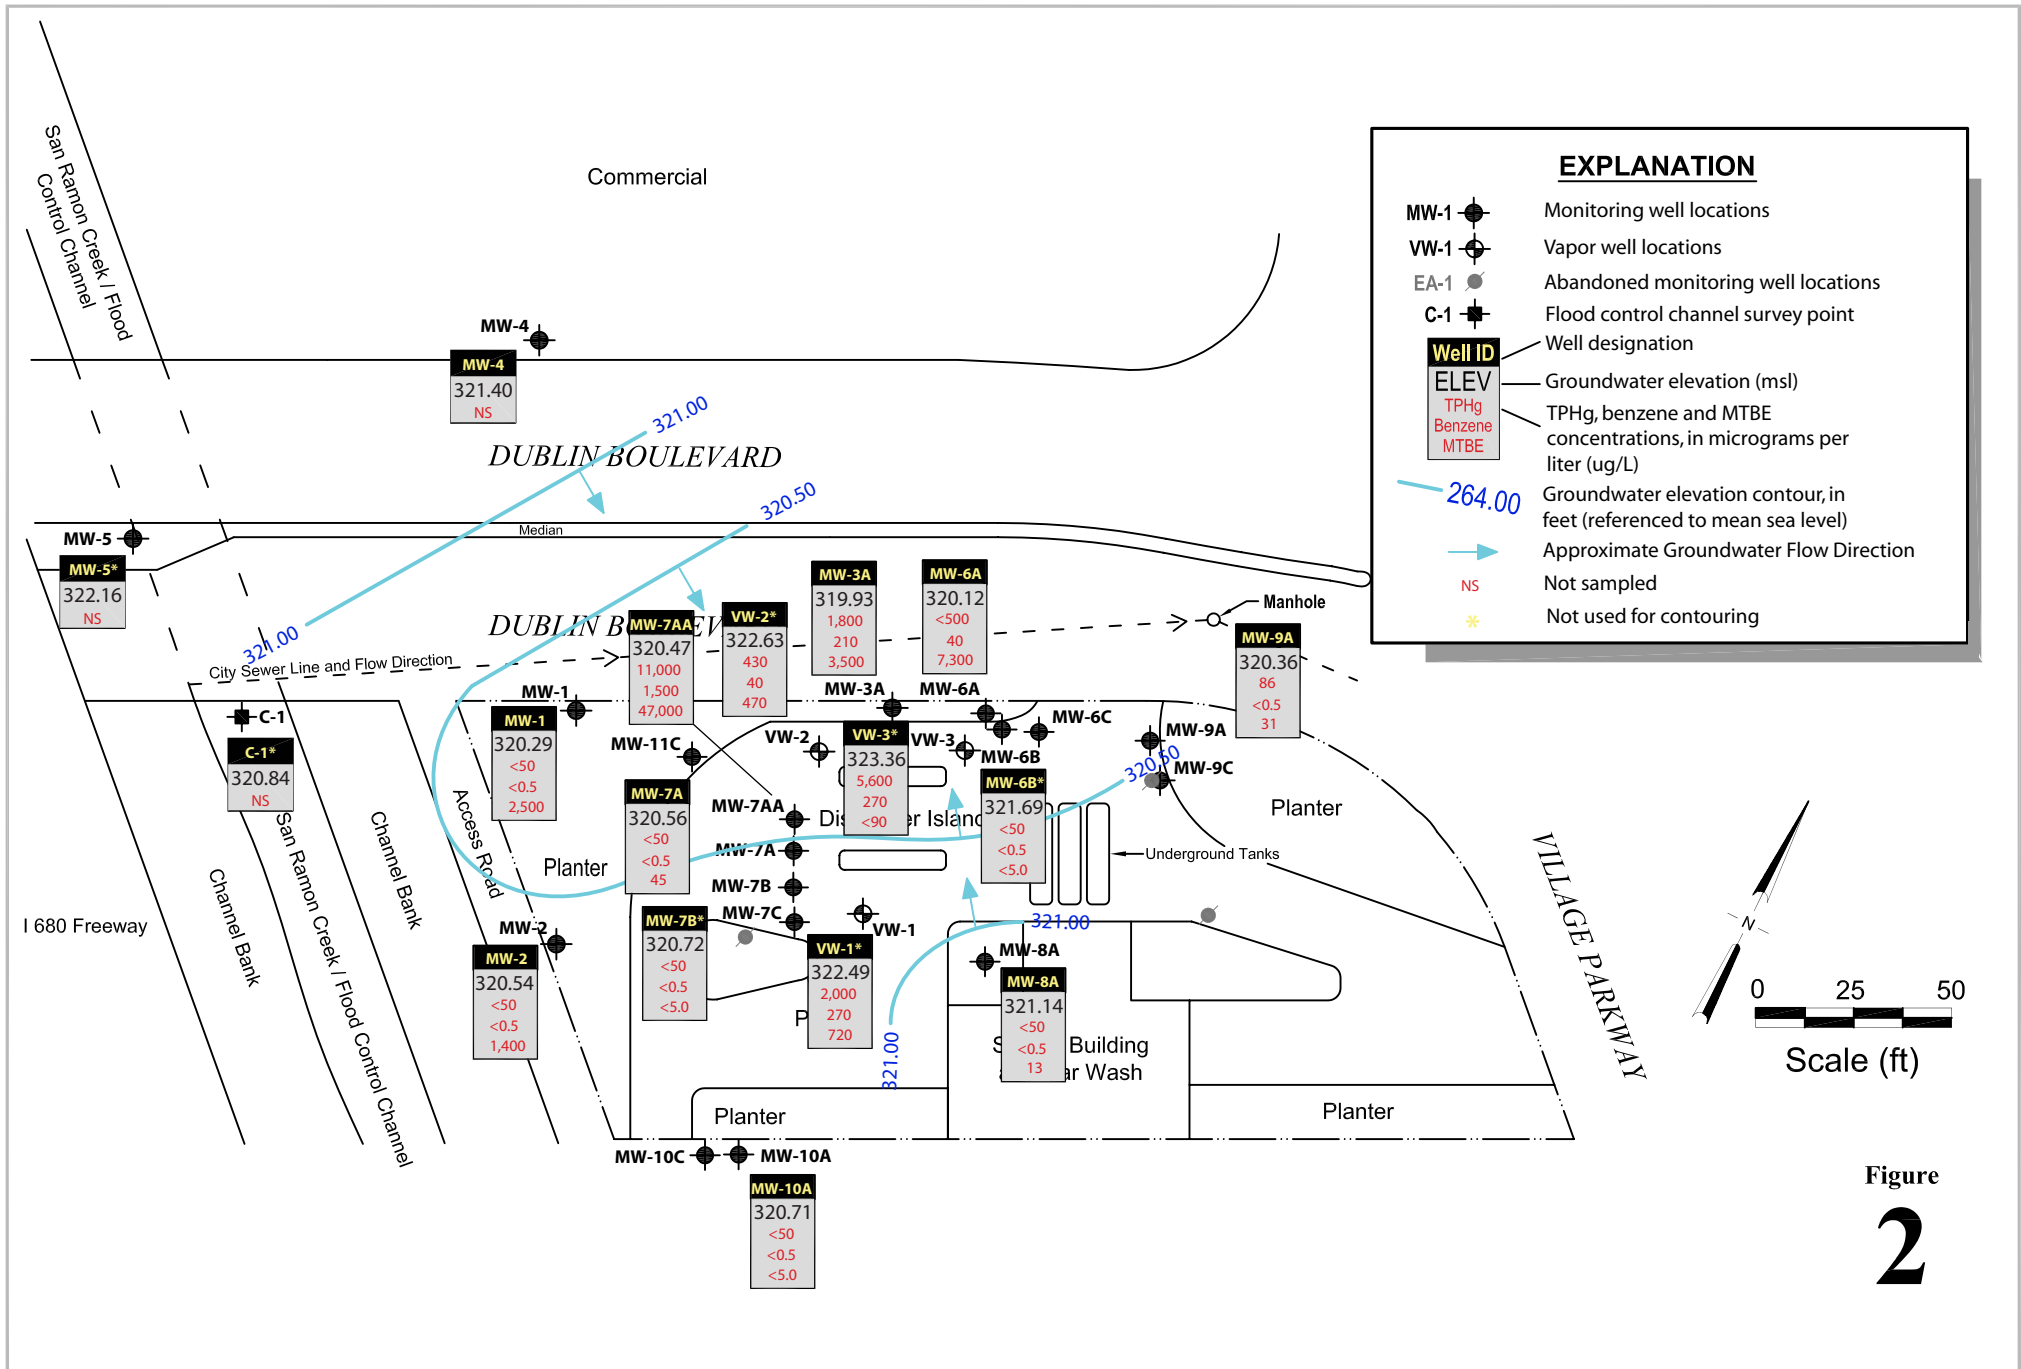 San Ramon Creek / Flood
Control Channel
Commercial
EXPLANATION
MW-1 Monitoring well locations
VW-1 Vapor well locations
EA-1 Abandoned monitoring well locations
C-1 Flood control channel survey point
Well ID Well designation
ELEV Groundwater elevation (msl)
TPHg
Benzene
MTBE
TPHg, benzene and MTBE
concentrations, in micrograms per
liter (ug/L)
264.00 Groundwater elevation contour, in
feet (referenced to mean sea level)
Approximate Groundwater Flow Direction
NS Not sampled
* Not used for contouring
MW-4
MW-4
321.40
NS
321.00
DUBLIN BOULEVARD
320.50
Median
MW-5
MW-5*
322.16
NS
321.00
DUBLIN B
EV
City Sewer Line and Flow Direction
MW-7AA
320.47
11,000
1,500
47,000
VW-2*
322.63
430
40
470
MW-3A
319.93
1,800
210
3,500
MW-6A
320.12
<500
40
7,300
Manhole
MW-9A
320.36
86
<0.5
31
C-1
C-1*
320.84
NS
MW-1
MW-1
320.29
<50
<0.5
2,500
MW-3A
MW-6A
MW-6C
MW-11C
VW-2
VW-3*
323.36
5,600
270
<90
VW-3
MW-6B
MW-9A
320.50
MW-9C
MW-6B*
321.69
<50
<0.5
<5.0
MW-7A
320.56
<50
<0.5
45
MW-7AA
Dis
er Islan
MW-7A
MW-7B
MW-7C
VW-1
Underground Tanks
Planter
Planter
Access Road
Channel Bank
San Ramon Creek / Flood Control Channel
Channel Bank
I 680 Freeway
MW-2
MW-2
320.54
<50
<0.5
1,400
MW-7B*
320.72
<50
<0.5
<5.0
VW-1*
322.49
2,000
270
720
P
321.00
321.00
MW-8A
MW-8A
321.14
<50
<0.5
13
S
Building
ar Wash
Planter
Planter
VILLAGE PARKWAY
N
0 25 50
Scale (ft)
MW-10C
MW-10A
MW-10A
320.71
<50
<0.5
<5.0
Figure
2